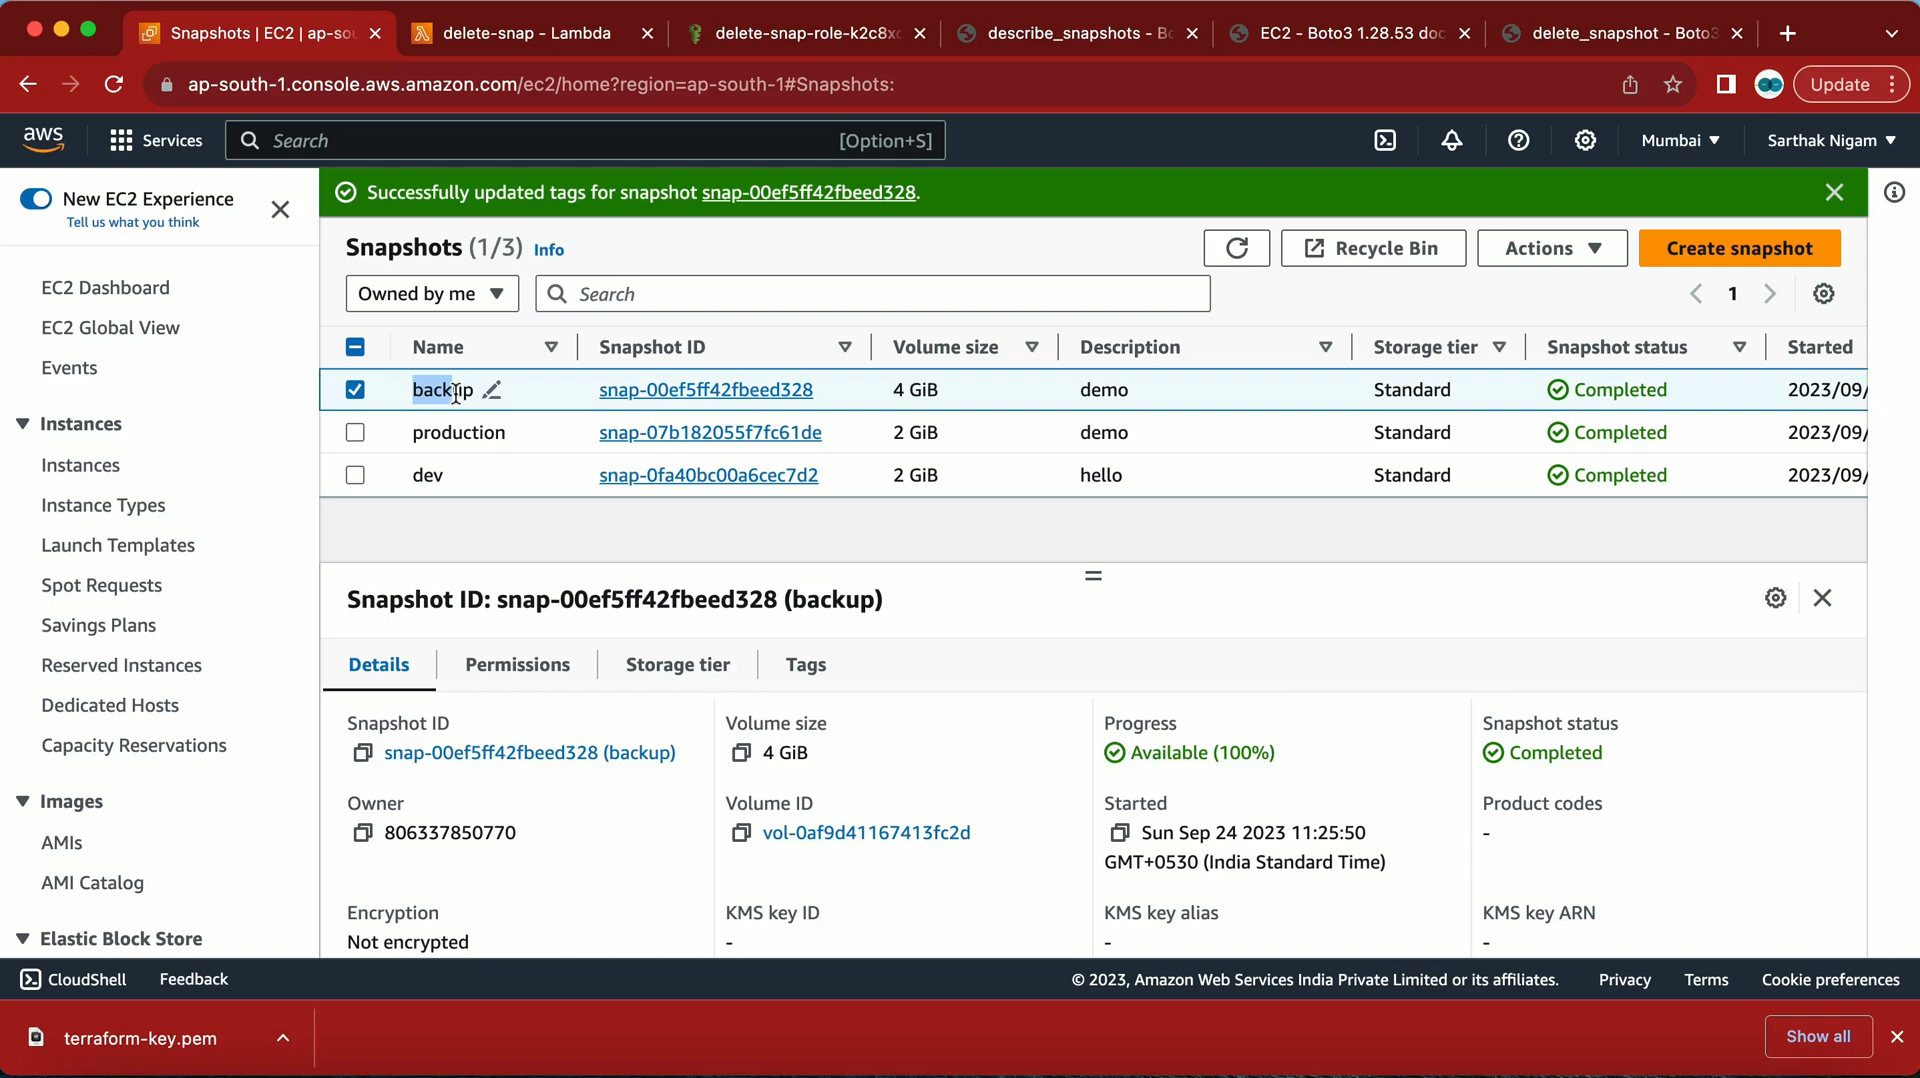 Snapshots | EC2 | ap-sou
delete-snap - Lambda
delete-snap-role-k2c8x
describe_snapshots - Bo
EC2 - Boto3 1.28.53 doc
delete_snapshot - Boto3
ap-south-1.console.aws.amazon.com/ec2/home?region=ap-south-1#Snapshots:
Update
aws
Services
Search
[Option+S]
Mumbai
Sarthak Nigam
New EC2 Experience
Tell us what you think
Successfully updated tags for snapshot snap-00ef5ff42fbeed328.
Snapshots (1/3) Info
Recycle Bin
Actions
Create snapshot
Owned by me
Search
1
Name
Snapshot ID
Volume size
Description
Storage tier
Snapshot status
Started
backup
snap-00ef5ff42fbeed328
4 GiB
demo
Standard
Completed
2023/09/
production
snap-07b182055f7fc61de
2 GiB
demo
Standard
Completed
2023/09/
dev
snap-0fa40bc00a6cec7d2
2 GiB
hello
Standard
Completed
2023/09/
EC2 Dashboard
EC2 Global View
Events
Instances
Instances
Instance Types
Launch Templates
Spot Requests
Savings Plans
Reserved Instances
Dedicated Hosts
Capacity Reservations
Images
AMIs
AMI Catalog
Elastic Block Store
Snapshot ID: snap-00ef5ff42fbeed328 (backup)
Details
Permissions
Storage tier
Tags
Snapshot ID
snap-00ef5ff42fbeed328 (backup)
Volume size
4 GiB
Progress
Available (100%)
Snapshot status
Completed
Owner
806337850770
Volume ID
vol-0af9d41167413fc2d
Started
Sun Sep 24 2023 11:25:50
GMT+0530 (India Standard Time)
Product codes
-
Encryption
Not encrypted
KMS key ID
-
KMS key alias
-
KMS key ARN
-
CloudShell
Feedback
© 2023, Amazon Web Services India Private Limited or its affiliates.
Privacy
Terms
Cookie preferences
terraform-key.pem
Show all